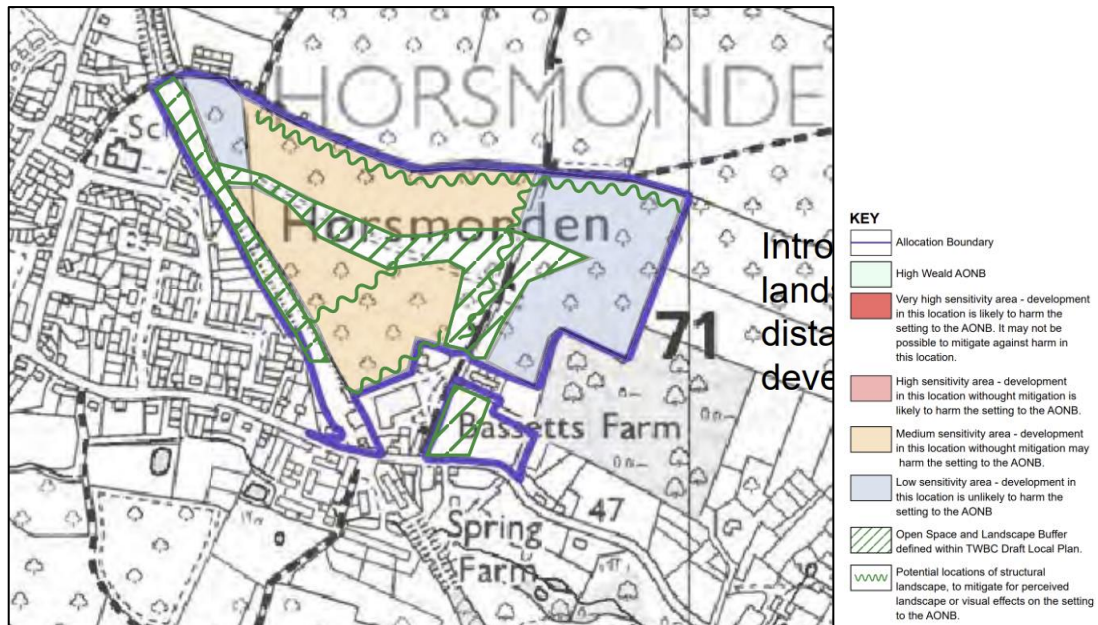 HORSMONDE
Sc
Horsmonden
Intro
land
dista
deve
71
Bassetts Farm
47
Spring
Farm
KEY
Allocation Boundary
High Weald AONB
Very high sensitivity area - development
in this location is likely to harm the
setting to the AONB. It may not be
possible to mitigate against harm in
this location.
High sensitivity area - development
in this location withought mitigation is
likely to harm the setting to the AONB.
Medium sensitivity area - development
in this location withought mitigation may
harm the setting to the AONB.
Low sensitivity area - development in
this location is unlikely to harm the
setting to the AONB
Open Space and Landscape Buffer
defined within TWBC Draft Local Plan.
Potential locations of structural
landscape, to mitigate for perceived
landscape or visual effects on the setting
to the AONB.